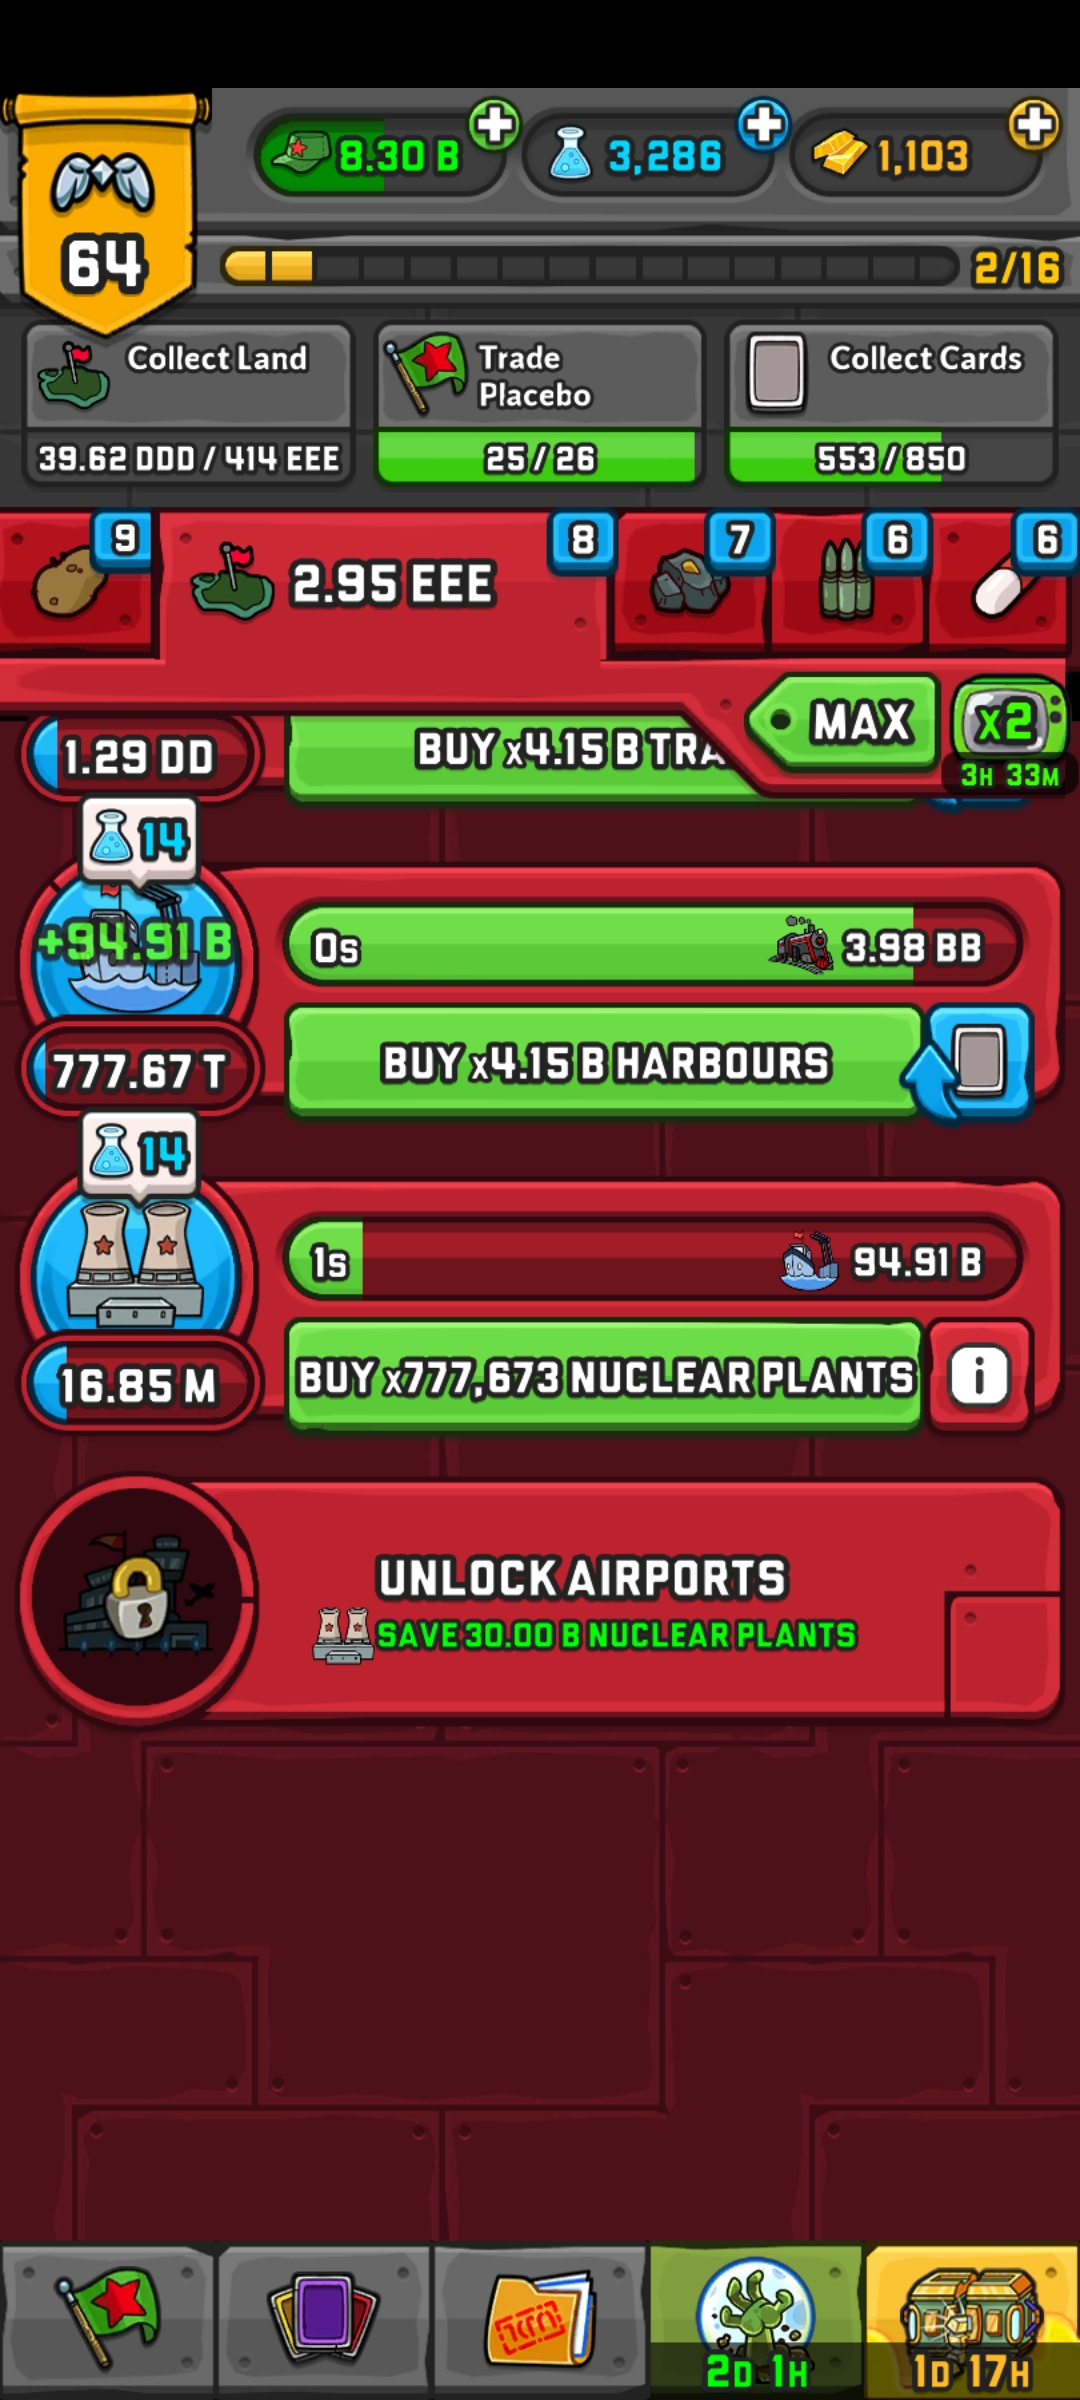 64
8.30 B
3,286
1,103
2/16
Collect Land
39.62 DDD / 414 EEE
Trade
Placebo
25 / 26
Collect Cards
553 / 850
9
2.95 EEE
8
7
6
6
MAX
x2
3H 33M
1.29 DD
BUY x4.15 B TRA
14
+94.91 B
0s
3.98 BB
777.67 T
BUY x4.15 B HARBOURS
14
1s
94.91 B
16.85 M
BUY x777,673 NUCLEAR PLANTS
i
UNLOCK AIRPORTS
SAVE 30.00 B NUCLEAR PLANTS
2D 1H
1D 17H